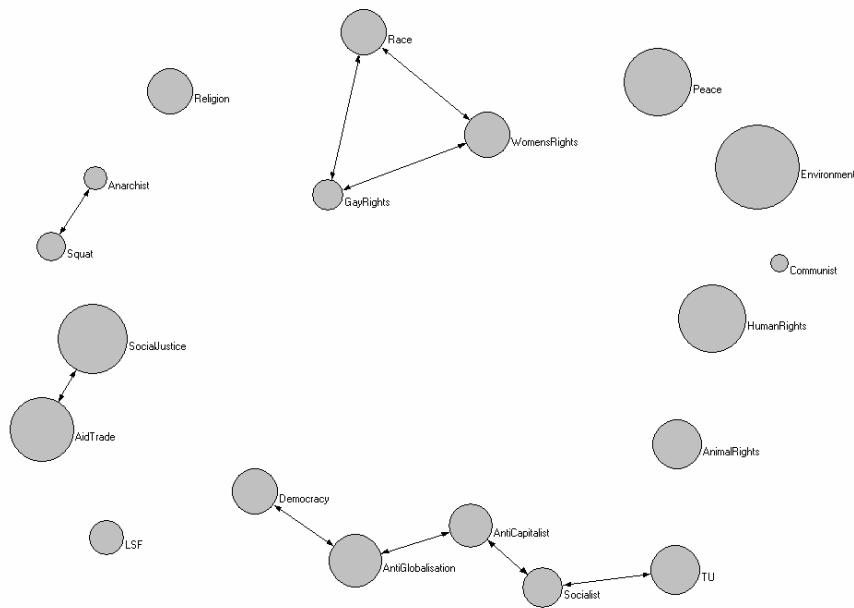 Race
Peace
Religion
WomensRights
Environment
Anarchist
GayRights
Squat
Communist
HumanRights
SocialJustice
AidTrade
AnimalRights
Democracy
AntiCapitalist
LSF
AntiGlobalisation
TU
Socialist